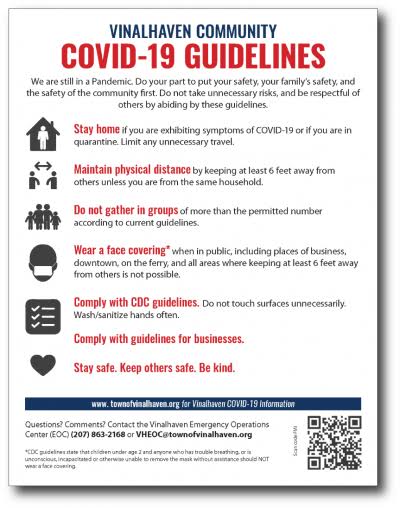 VINALHAVEN COMMUNITY
COVID-19 GUIDELINES
We are still in a Pandemic. Do your part to put your safety, your family's safety, and
the safety of the community first. Do not take unnecessary risks, and be respectful of
others by abiding by these guidelines.
Stay home if you are exhibiting symptoms of COVID-19 or if you are in
quarantine. Limit any unnecessary travel.
Maintain physical distance by keeping at least 6 feet away from
others unless you are from the same household.
Do not gather in groups of more than the permitted number
according to current guidelines.
Wear a face covering* when in public, including places of business,
downtown, on the ferry, and all areas where keeping at least 6 feet away
from others is not possible.
Comply with CDC guidelines. Do not touch surfaces unnecessarily.
Wash/sanitize hands often.
Comply with guidelines for businesses.
Stay safe. Keep others safe. Be kind.
www.townofvinalhaven.org for Vinalhaven COVID-19 Information
Questions? Comments? Contact the Vinalhaven Emergency Operations
Center (EOC) (207) 863-2168 or VHEOC@townofvinalhaven.org
*CDC guidelines state that children under age 2 and anyone who has trouble breathing, or is
unconscious, incapacitated or otherwise unable to remove the mask without assistance should NOT
wear a face covering.
Scan code